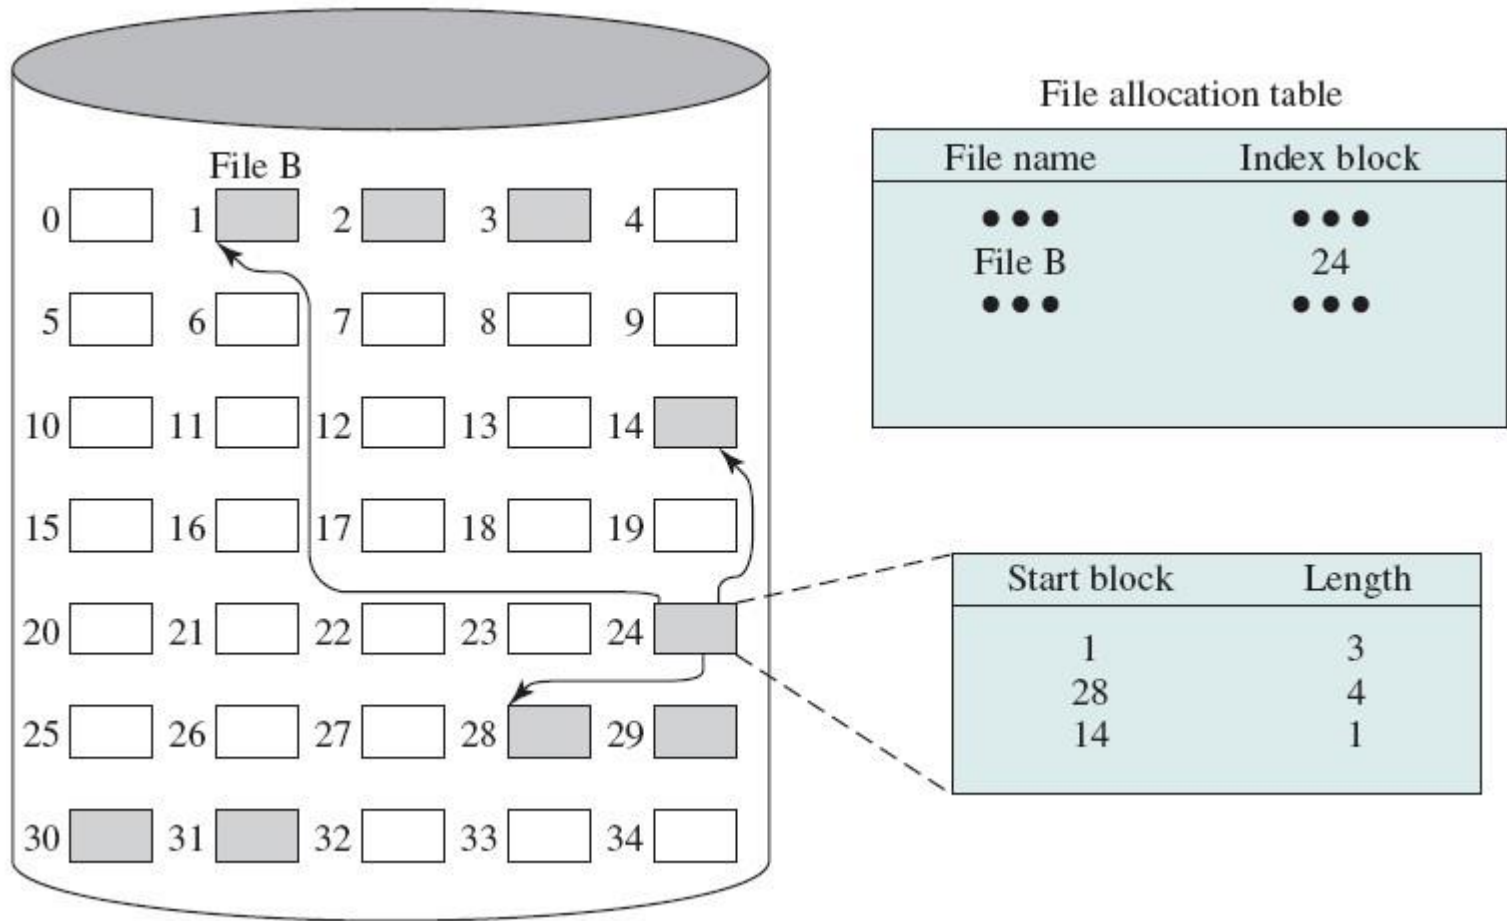 File B
0 1 2 3 4
5 6 7 8 9
10 11 12 13 14
15 16 17 18 19
20 21 22 23 24
25 26 27 28 29
30 31 32 33 34
File allocation table
File name Index block
••• •••
File B 24
••• •••
Start block Length
1 3
28 4
14 1